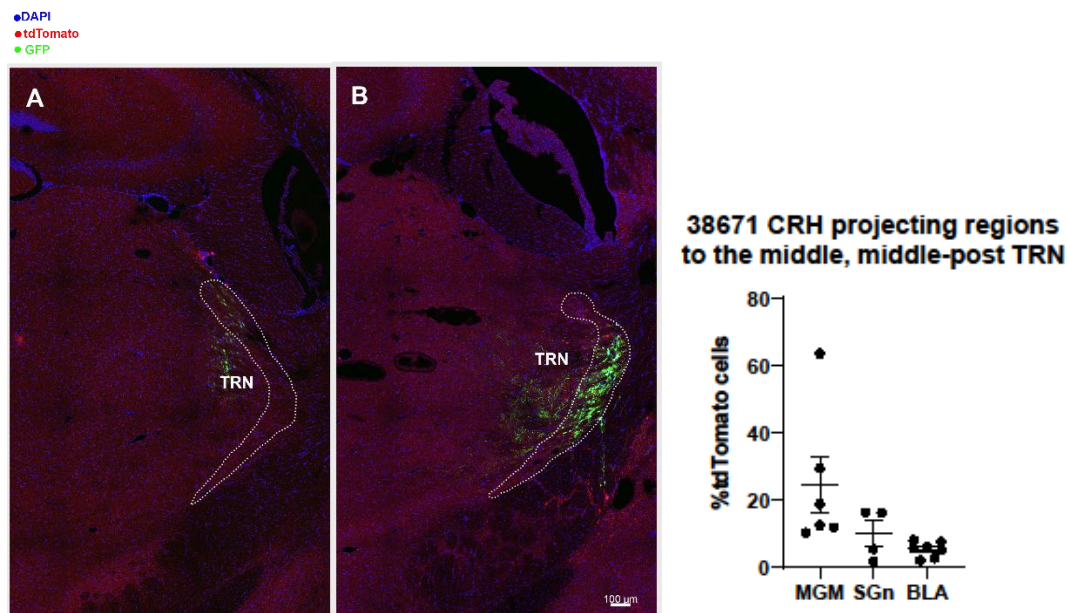 DAPI
tdTomato
GFP
A
B
TRN
TRN
100 µm
38671 CRH projecting regions
to the middle, middle-post TRN
%tdTomato cells
80
60
40
20
0
MGM SGn BLA